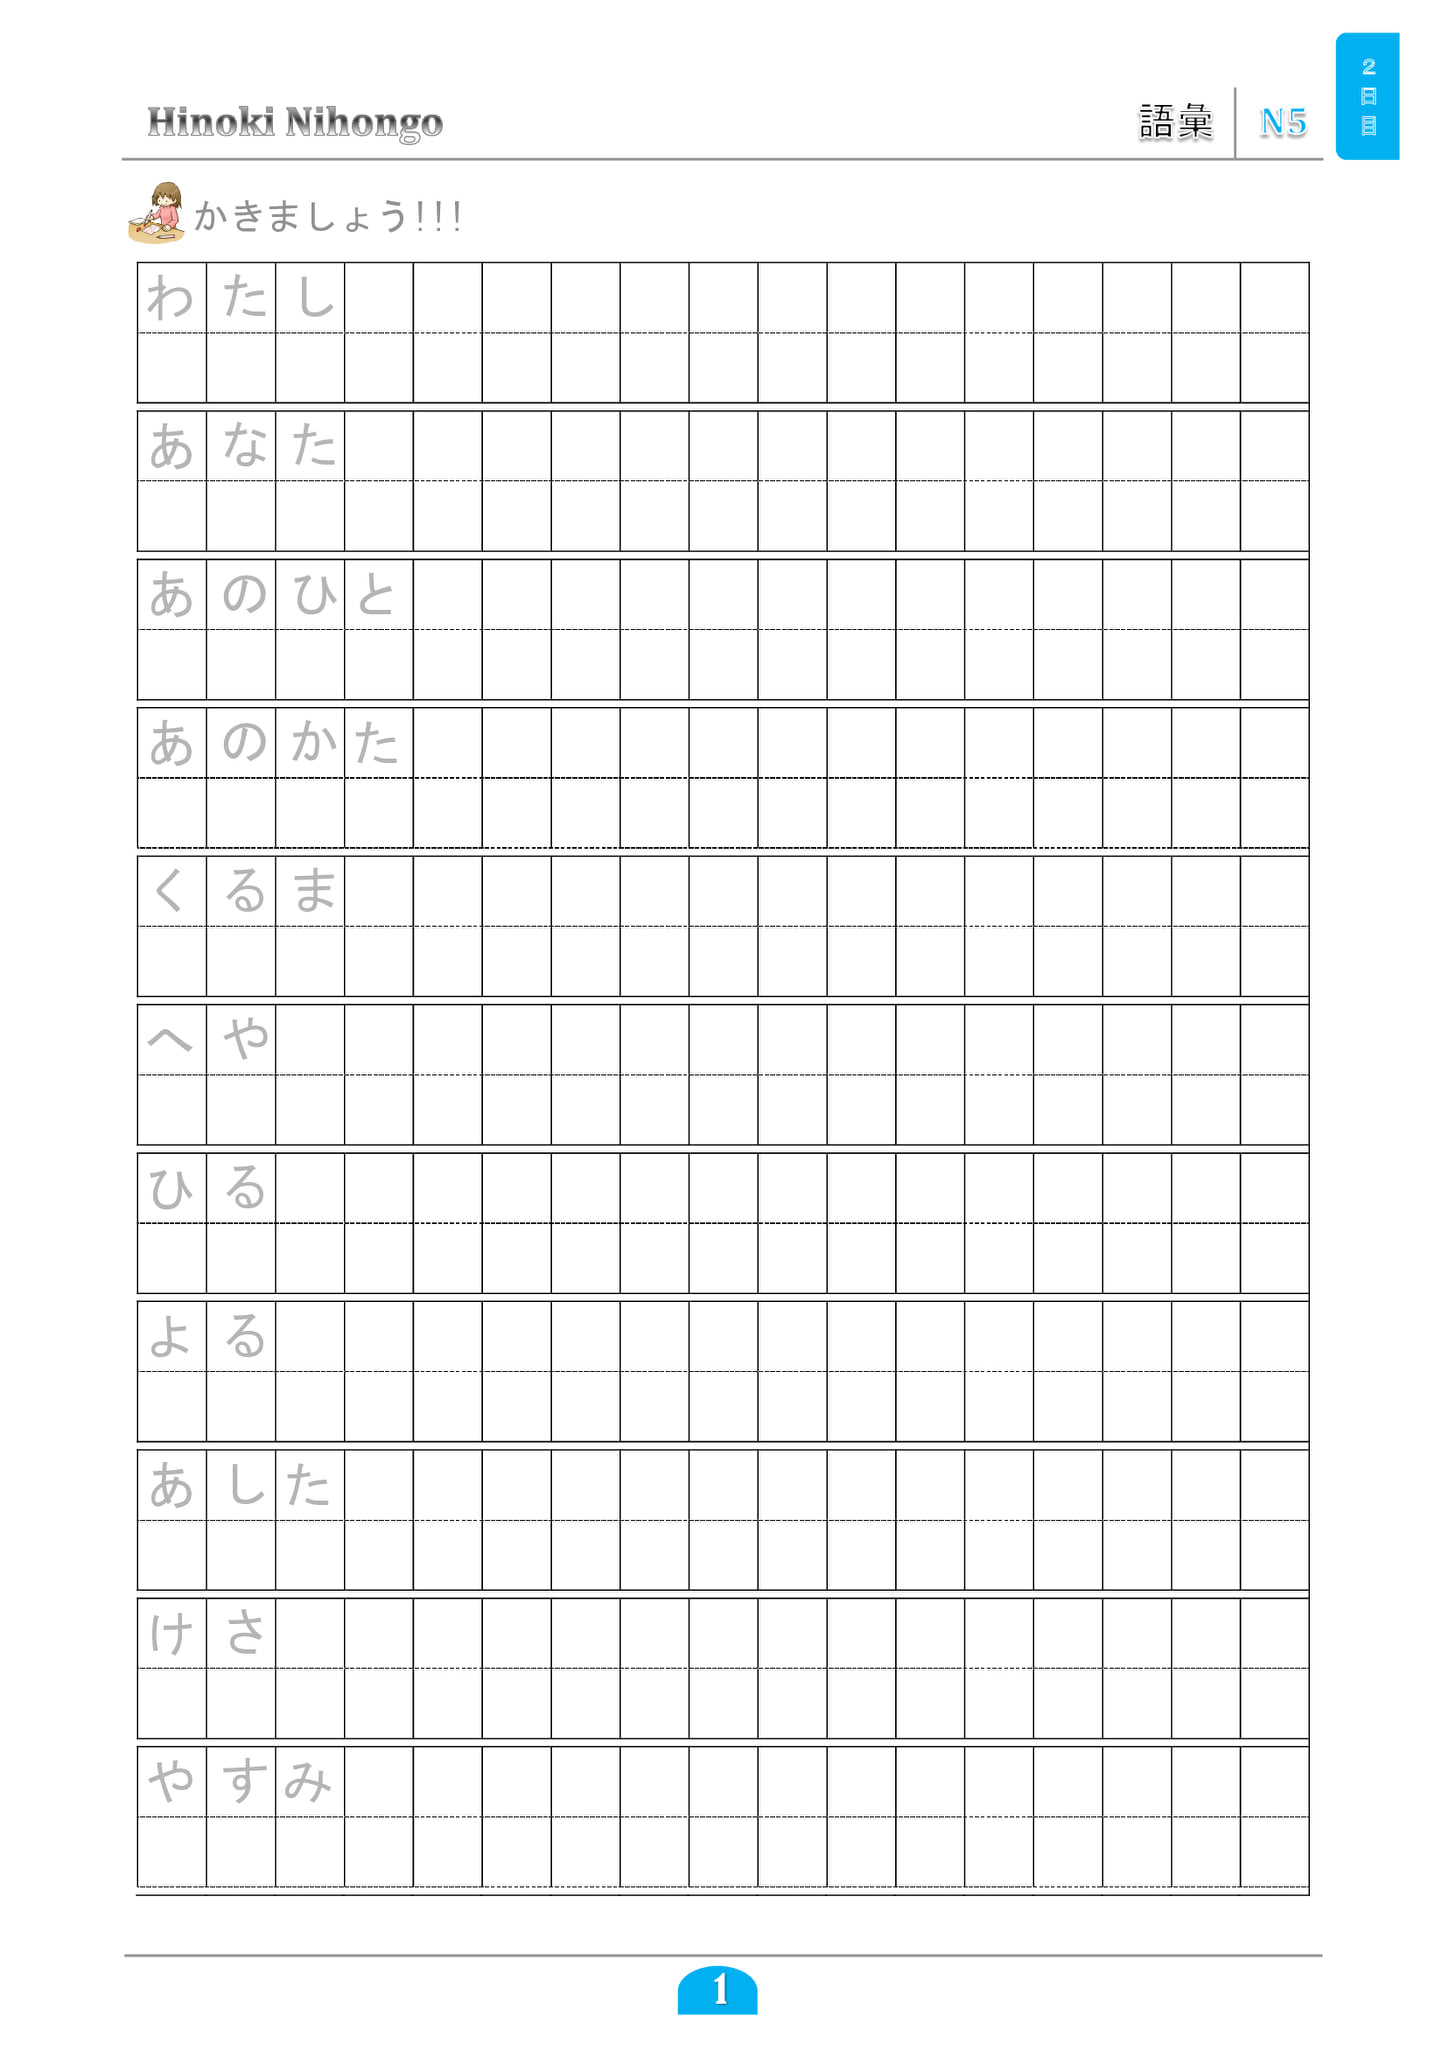 2日目
Hinoki Nihongo
語彙 N5
かきましょう!!!
わたし
あなた
あのひと
あのかた
くるま
へや
ひる
よる
あした
けさ
やすみ
1